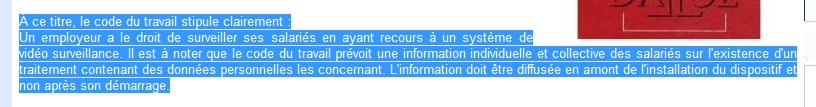 A ce titre, le code du travail stipule clairement :
Un employeur a le droit de surveiller ses salariés en ayant recours à un système de
vidéo surveillance. Il est à noter que le code du travail prévoit une information individuelle et collective des salariés sur l'existence d'un
traitement contenant des données personnelles les concernant. L'information doit être diffusée en amont de l'installation du dispositif et
non après son démarrage.